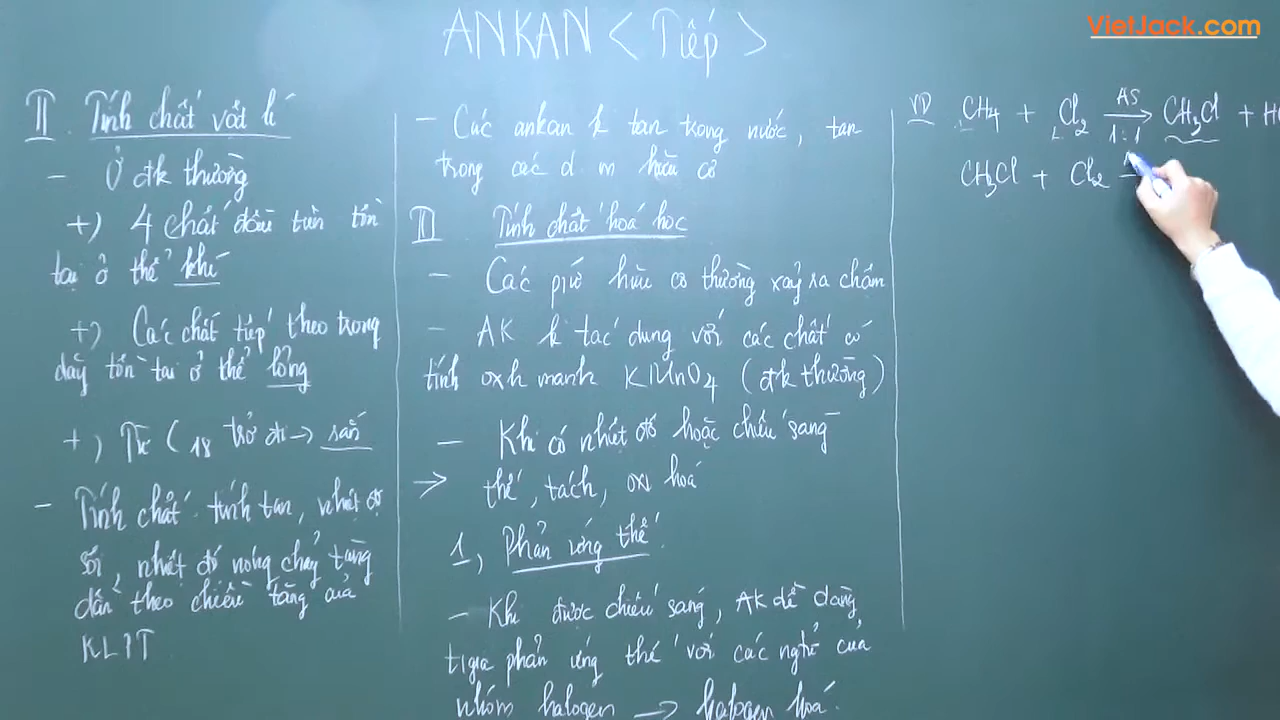 VietJack.com
ANKAN < Tiếp >
II. Tính chất vật lí
- Ở đk thường
+) 4 chất đầu tiên tồn
tại ở thể khí
+) Các chất tiếp theo trong
dãy tồn tại ở thể lỏng
+) Từ C18 trở đi → rắn
- Tính chất: tính tan, nhiệt độ
sôi, nhiệt độ nóng chảy tăng
dần theo chiều tăng của
KLPT
- Các ankan k tan trong nước, tan
trong các d.m hữu cơ
II. Tính chất hoá học
- Các pứ hữu cơ thường xảy ra chậm
- AK k tác dụng với các chất có
tính oxh mạnh KMnO4 (đk thường)
- Khi có nhiệt độ hoặc chiếu sáng
→ thế, tách, oxi hoá
1, Phản ứng thế.
- Khi được chiếu sáng, AK dễ dàng
t/gia phản ứng thế với các ngtử của
nhóm halogen → halogen hoá.
VD CH4 + Cl2 AS → 1:1 CH3Cl +
CH3Cl + Cl2